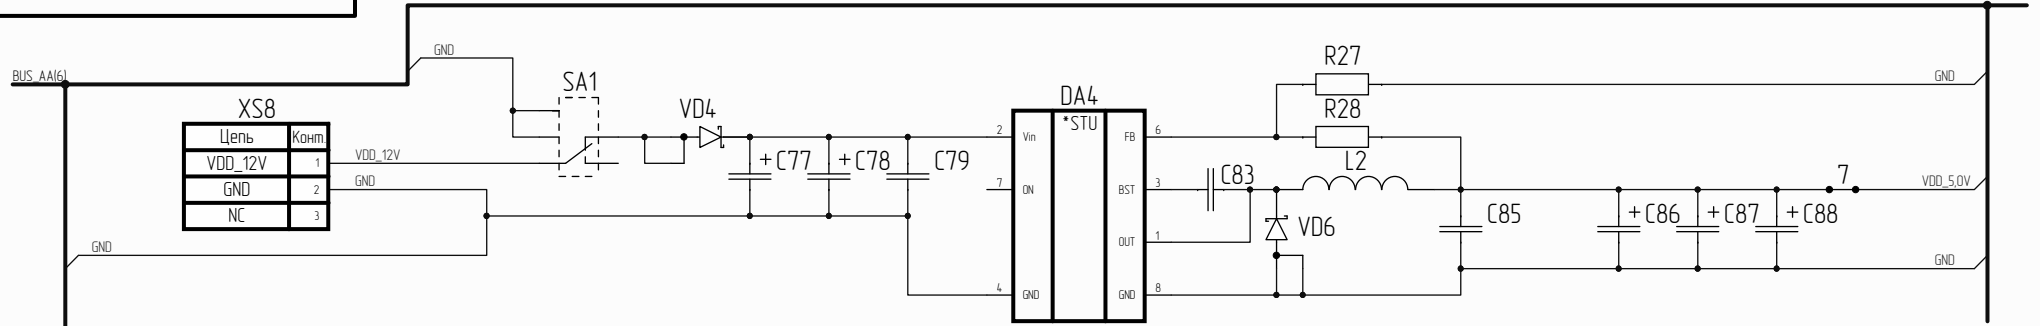 GND
BUS_AA(6)
XS8
Цепь Конт.
VDD_12V 1
GND 2
NC 3
VDD_12V
GND
GND
SA1
VD4
+ C77
+ C78
C79
DA4
*STU
2 Vin
7 ON
4 GND
FB 6
BST 3
OUT 1
GND 8
R27
GND
R28
L2
C83
VD6
C85
+ C86
+ C87
+ C88
7
VDD_5,0V
GND